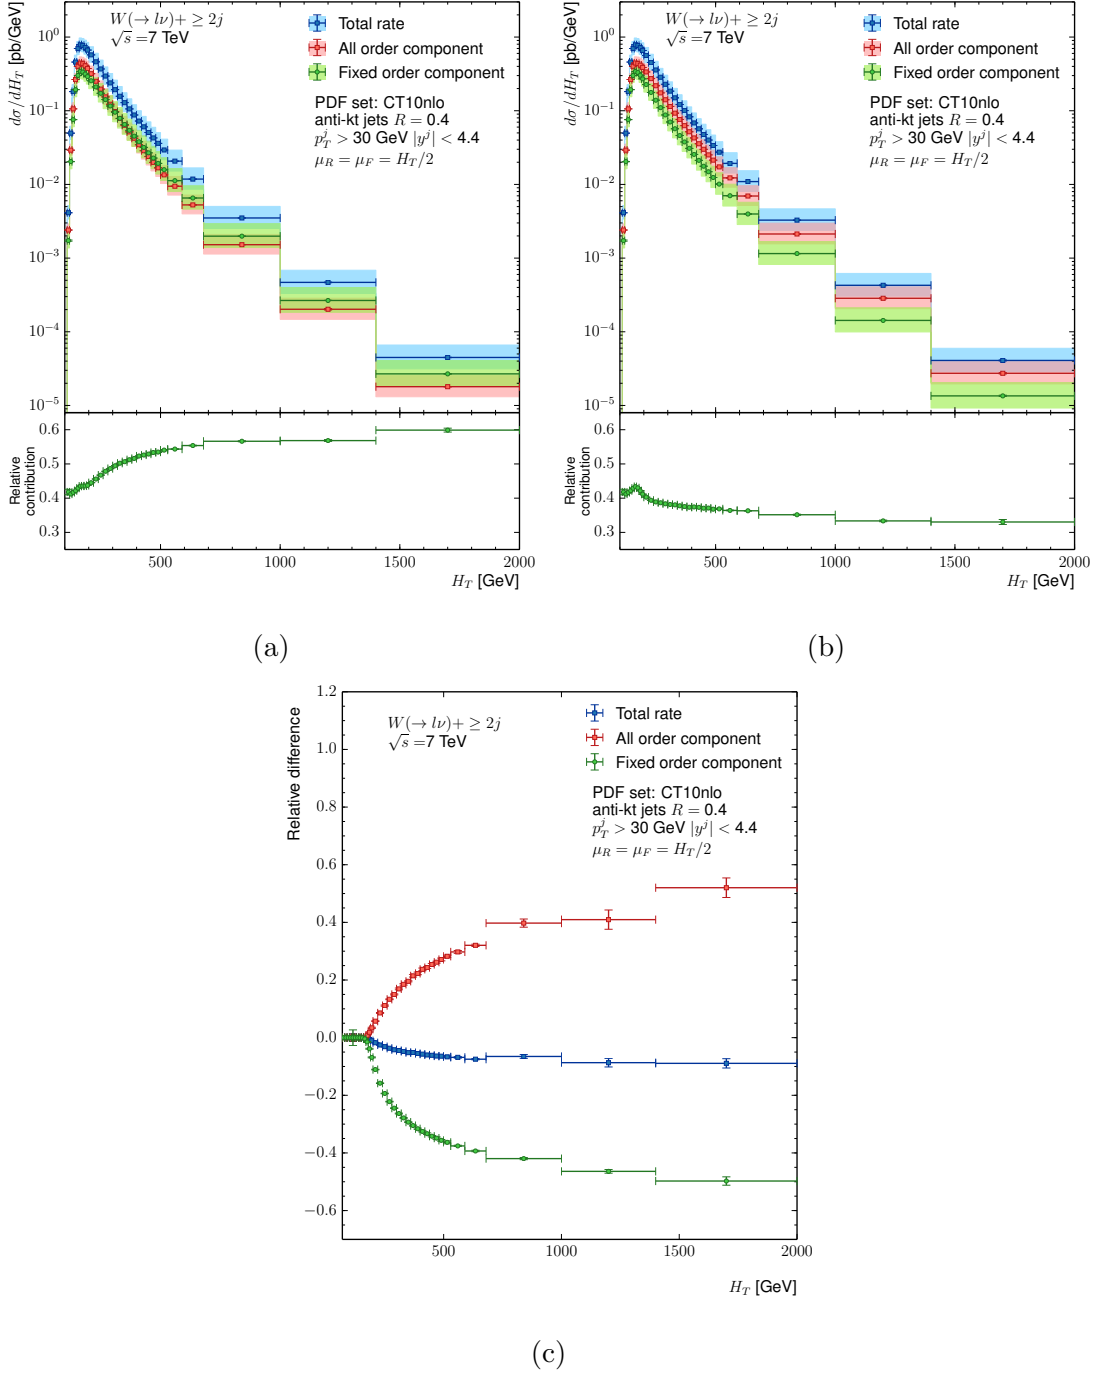 W(→ lν)+ ≥ 2j
√s =7 TeV
Total rate
All order component
Fixed order component
PDF set: CT10nlo
anti-kt jets R = 0.4
p_T^j > 30 GeV |y^j| < 4.4
μ_R = μ_F = H_T/2
dσ/dH_T [pb/GeV]
10^0
10^−1
10^−2
10^−3
10^−4
10^−5
Relative
contribution
0.6
0.5
0.4
0.3
500 1000 1500 2000
H_T [GeV]
(a)
W(→ lν)+ ≥ 2j
√s =7 TeV
Total rate
All order component
Fixed order component
PDF set: CT10nlo
anti-kt jets R = 0.4
p_T^j > 30 GeV |y^j| < 4.4
μ_R = μ_F = H_T/2
dσ/dH_T [pb/GeV]
10^0
10^−1
10^−2
10^−3
10^−4
10^−5
Relative
contribution
0.6
0.5
0.4
0.3
500 1000 1500 2000
H_T [GeV]
(b)
W(→ lν)+ ≥ 2j
√s =7 TeV
Total rate
All order component
Fixed order component
PDF set: CT10nlo
anti-kt jets R = 0.4
p_T^j > 30 GeV |y^j| < 4.4
μ_R = μ_F = H_T/2
Relative difference
1.2
1.0
0.8
0.6
0.4
0.2
0.0
−0.2
−0.4
−0.6
500 1000 1500 2000
H_T [GeV]
(c)